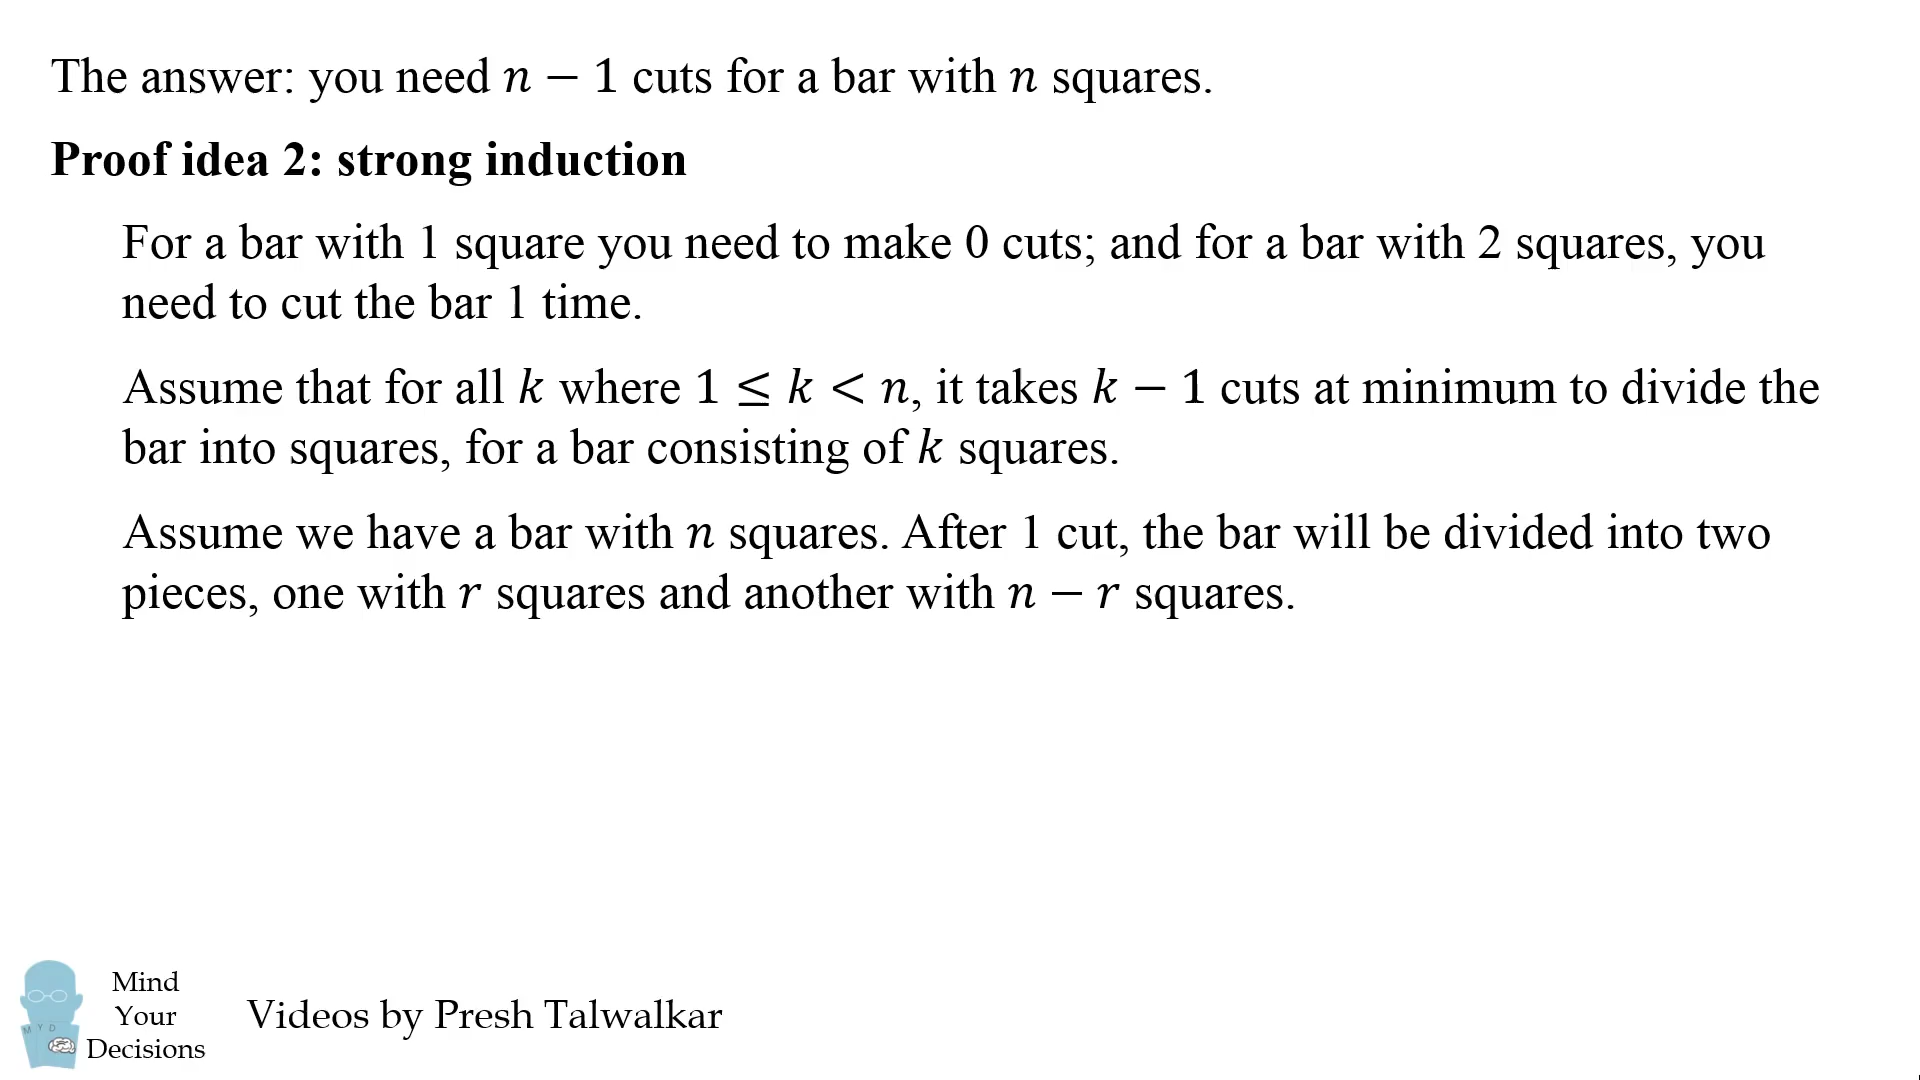 The answer: you need n − 1 cuts for a bar with n squares.
Proof idea 2: strong induction
For a bar with 1 square you need to make 0 cuts; and for a bar with 2 squares, you
need to cut the bar 1 time.
Assume that for all k where 1 ≤ k < n, it takes k − 1 cuts at minimum to divide the
bar into squares, for a bar consisting of k squares.
Assume we have a bar with n squares. After 1 cut, the bar will be divided into two
pieces, one with r squares and another with n − r squares.
M Y D
Mind
Your
Decisions
Videos by Presh Talwalkar